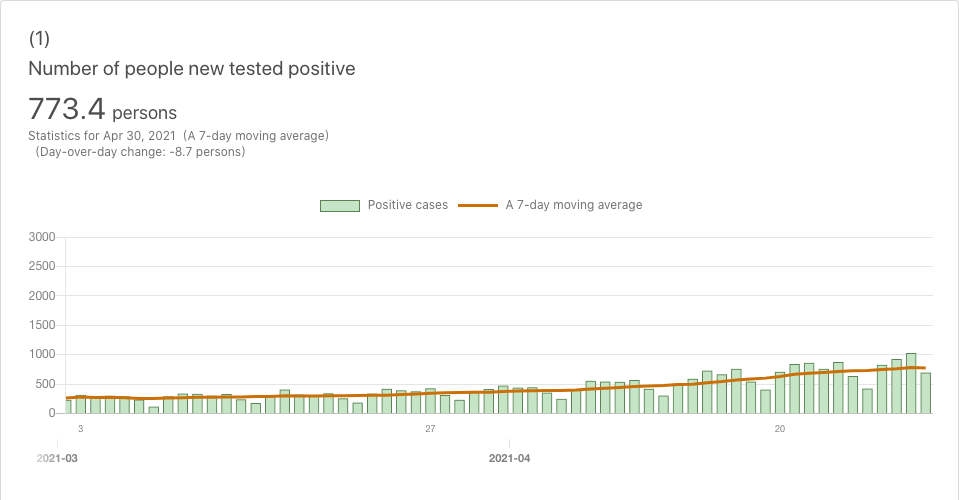 (1)
Number of people new tested positive
773.4 persons
Statistics for Apr 30, 2021 (A 7-day moving average)
(Day-over-day change: -8.7 persons)
Positive cases A 7-day moving average
3000
2500
2000
1500
1000
500
0
3 27 20
2021-03 2021-04